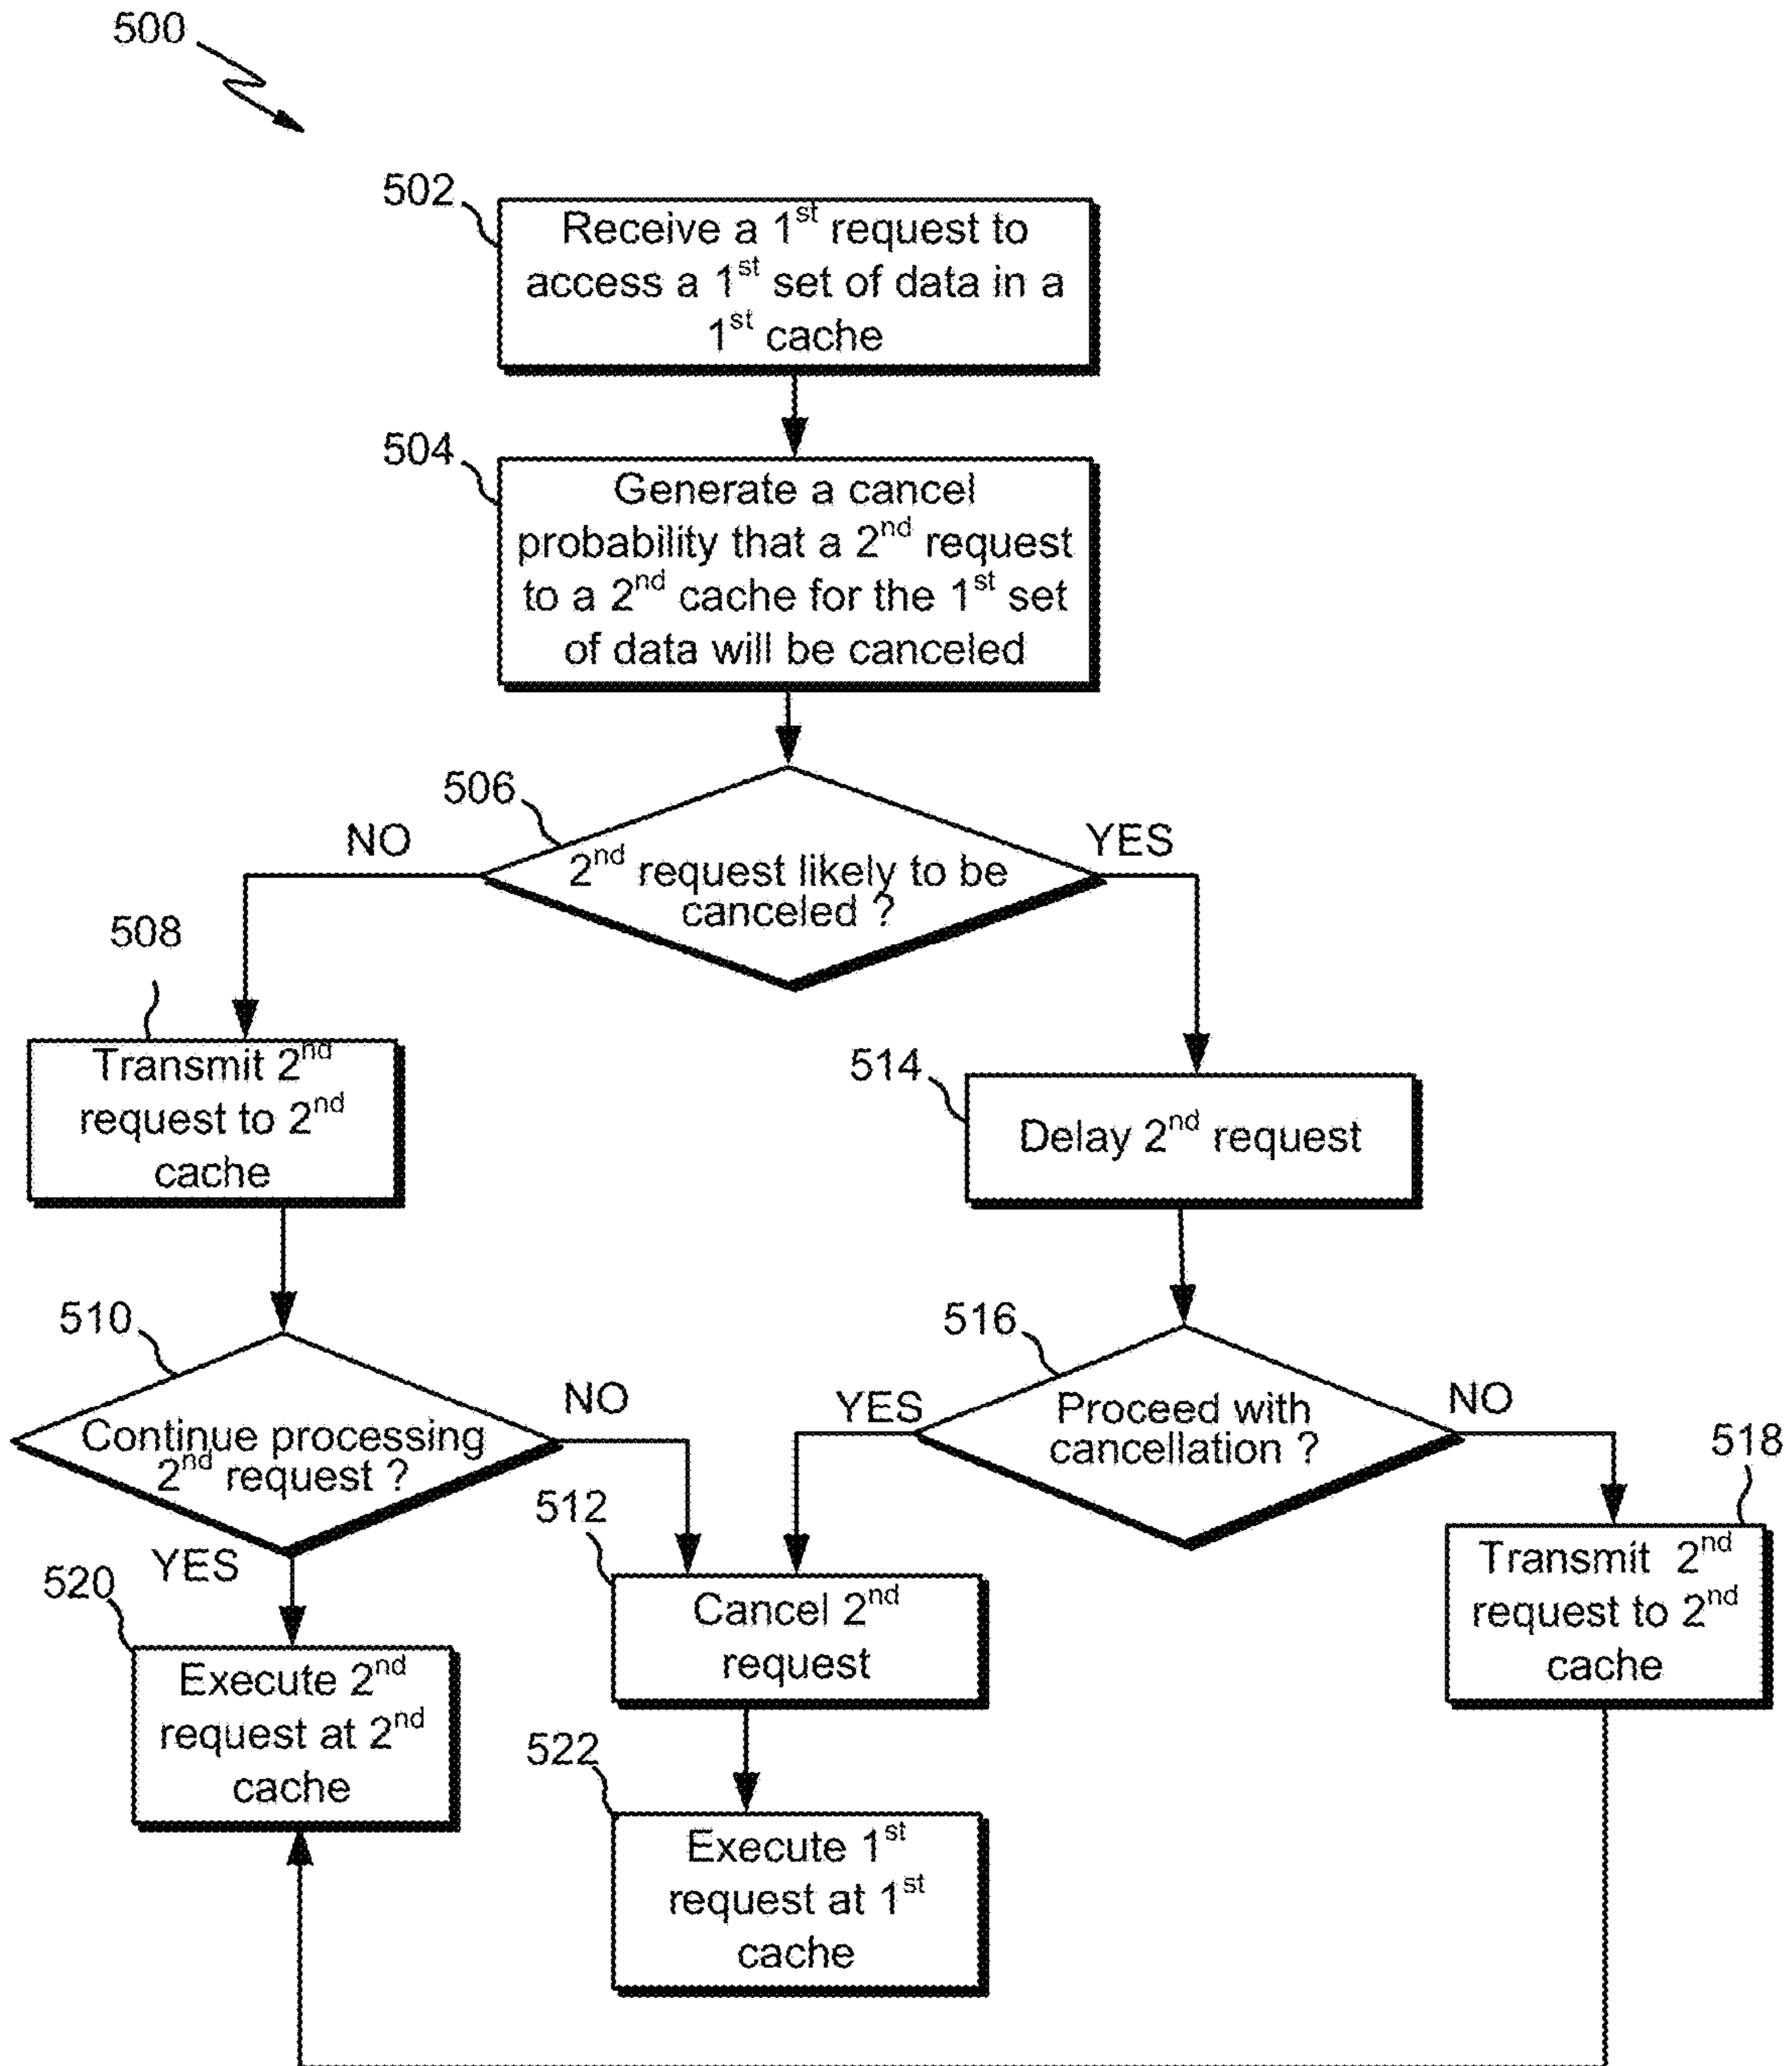 500
502
Receive a 1st request to
access a 1st set of data in a
1st cache
504
Generate a cancel
probability that a 2nd request
to a 2nd cache for the 1st set
of data will be canceled
506
NO
YES
2nd request likely to be
canceled ?
508
Transmit 2nd
request to 2nd
cache
514
Delay 2nd request
510
Continue processing
2nd request ?
NO
YES
516
Proceed with
cancellation ?
YES
NO
512
Cancel 2nd
request
518
Transmit 2nd
request to 2nd
cache
520
Execute 2nd
request at 2nd
cache
522
Execute 1st
request at 1st
cache